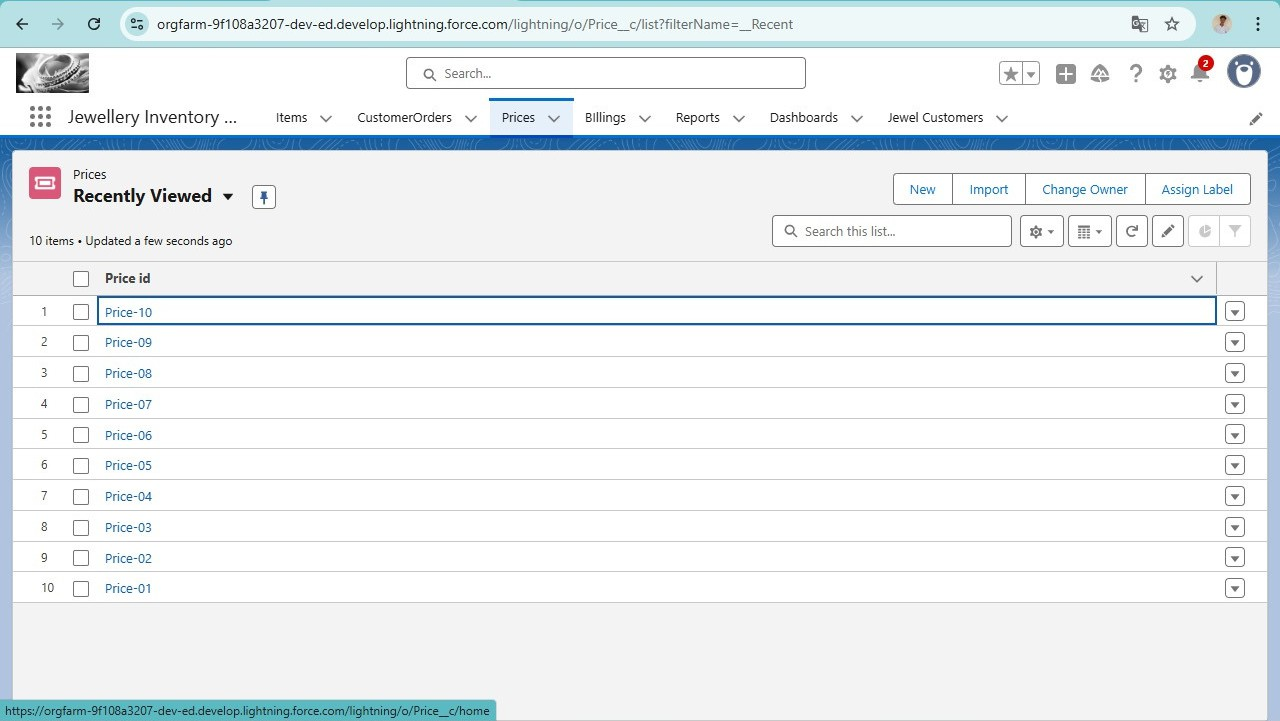 orgfarm-9f108a3207-dev-ed.develop.lightning.force.com/lightning/o/Price__c/list?filterName=__Recent
Search...
2
Jewellery Inventory ... Items CustomerOrders Prices Billings Reports Dashboards Jewel Customers
Prices
Recently Viewed
New Import Change Owner Assign Label
10 items • Updated a few seconds ago
Search this list...
Price id
1 Price-10
2 Price-09
3 Price-08
4 Price-07
5 Price-06
6 Price-05
7 Price-04
8 Price-03
9 Price-02
10 Price-01
https://orgfarm-9f108a3207-dev-ed.develop.lightning.force.com/lightning/o/Price__c/home